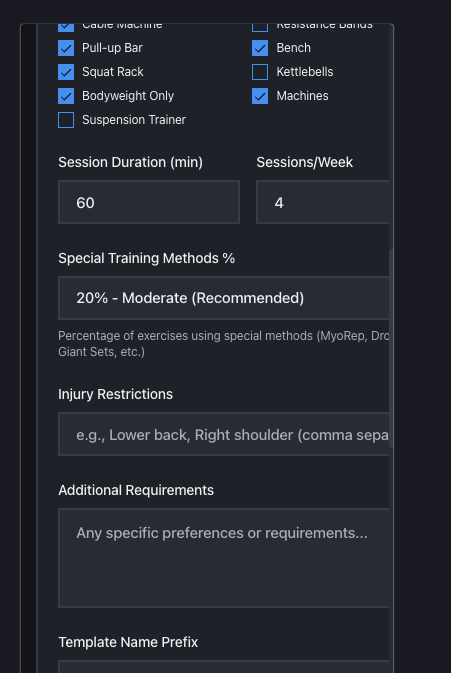 Cable Machine
Resistance Bands
Pull-up Bar
Bench
Squat Rack
Kettlebells
Bodyweight Only
Machines
Suspension Trainer
Session Duration (min)
Sessions/Week
60
4
Special Training Methods %
20% - Moderate (Recommended)
Percentage of exercises using special methods (MyoRep, Dro
Giant Sets, etc.)
Injury Restrictions
e.g., Lower back, Right shoulder (comma sepa
Additional Requirements
Any specific preferences or requirements...
Template Name Prefix